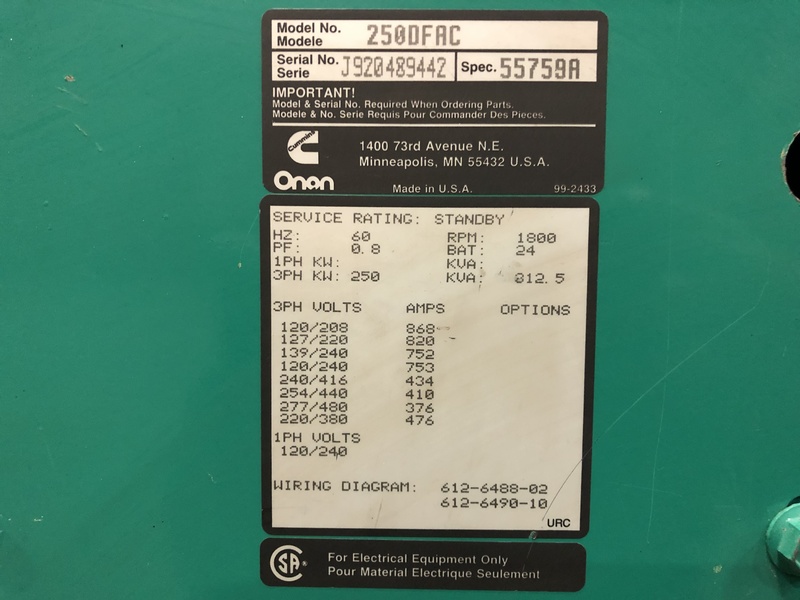 Model No. 250DFAC
Modele
Serial No. J920489442 Spec. 55759A
Serie
IMPORTANT!
Model & Serial No. Required When Ordering Parts.
Modele & No. Serie Requis Pour Commander Des Pieces.
Cummins
Onan
1400 73rd Avenue N.E.
Minneapolis, MN 55432 U.S.A.
Made in U.S.A. 99-2433
SERVICE RATING: STANDBY
HZ: 60 RPM: 1800
PF: 0.8 BAT: 24
1PH KW: KVA:
3PH KW: 250 KVA: 312.5
3PH VOLTS AMPS OPTIONS
120/208 868
127/220 820
139/240 752
120/240 753
240/416 434
254/440 410
277/480 376
220/380 476
1PH VOLTS
120/240
WIRING DIAGRAM: 612-6488-02
612-6490-10
URC
CSA® For Electrical Equipment Only
Pour Material Electrique Seulement